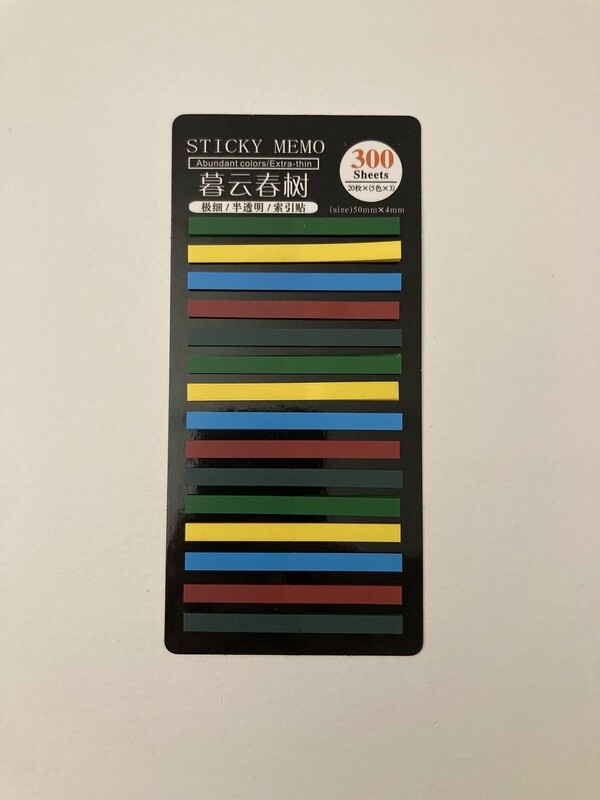 STICKY MEMO
Abundant colors/Extra-thin
暮云春树
极细/半透明/索引贴
300
Sheets
20枚×(5色×3)
(size)50mm×4mm